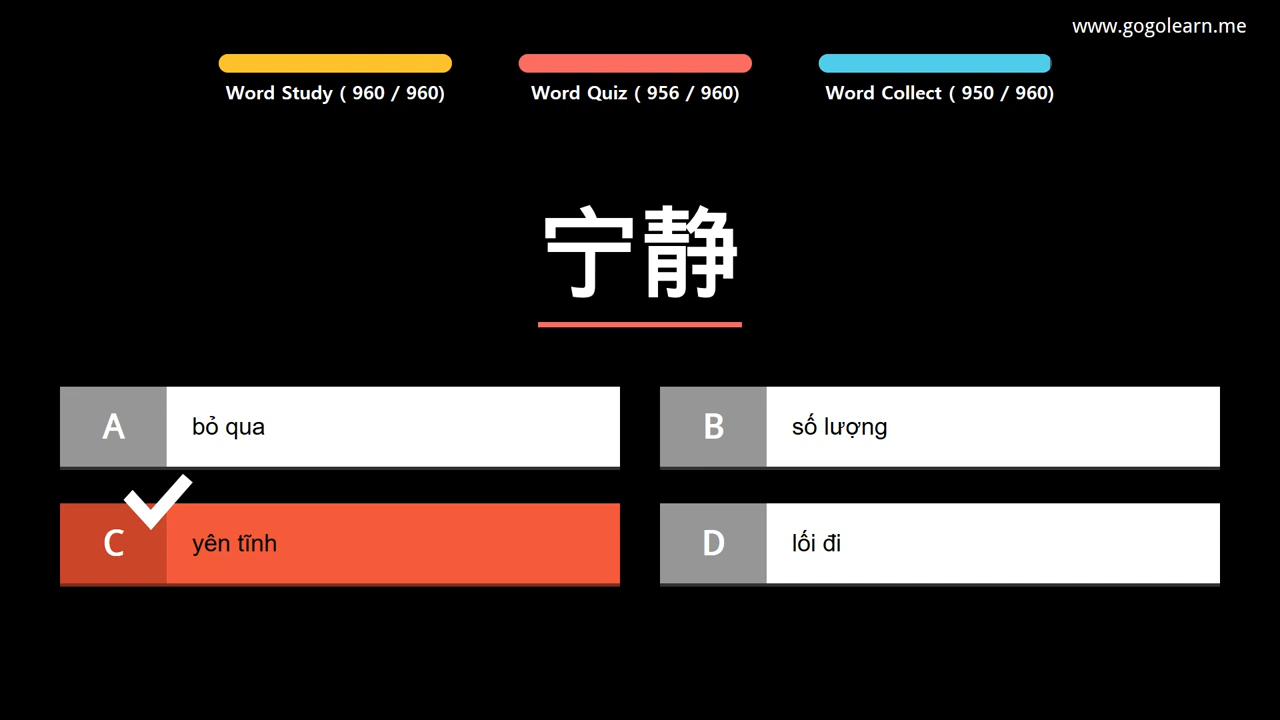 www.gogolearn.me
Word Study ( 960 / 960)
Word Quiz ( 956 / 960)
Word Collect ( 950 / 960)
宁静
A bỏ qua
B số lượng
C yên tĩnh
D lối đi